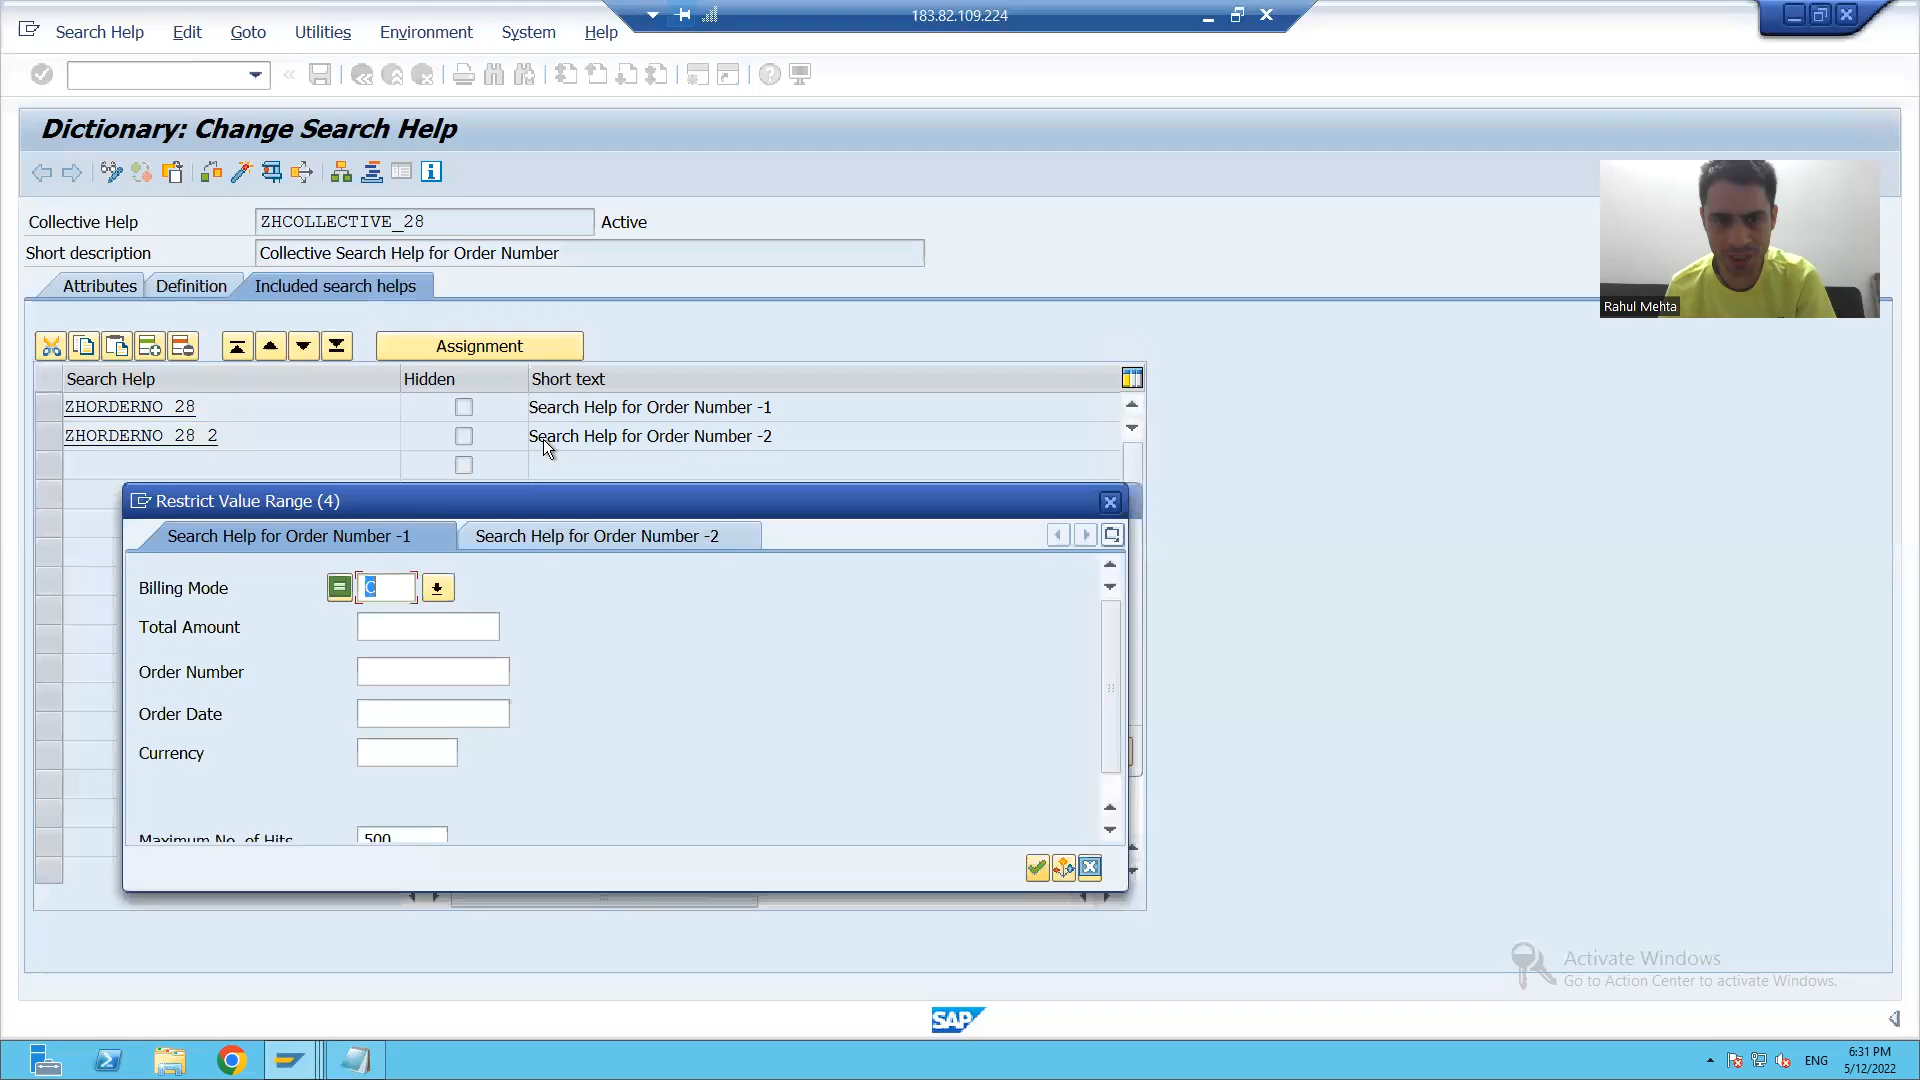 183.82.109.224
Search Help Edit Goto Utilities Environment System Help
Dictionary: Change Search Help
Collective Help ZHCOLLECTIVE_28 Active
Short description Collective Search Help for Order Number
Attributes Definition Included search helps
Assignment
Search Help Hidden Short text
ZHORDERNO_28 Search Help for Order Number -1
ZHORDERNO_28_2 Search Help for Order Number -2
Restrict Value Range (4)
Search Help for Order Number -1 Search Help for Order Number -2
Billing Mode C
Total Amount
Order Number
Order Date
Currency
Maximum No. of Hits 500
Rahul Mehta
Activate Windows
Go to Action Center to activate Windows.
SAP
ENG
6:31 PM
5/12/2022